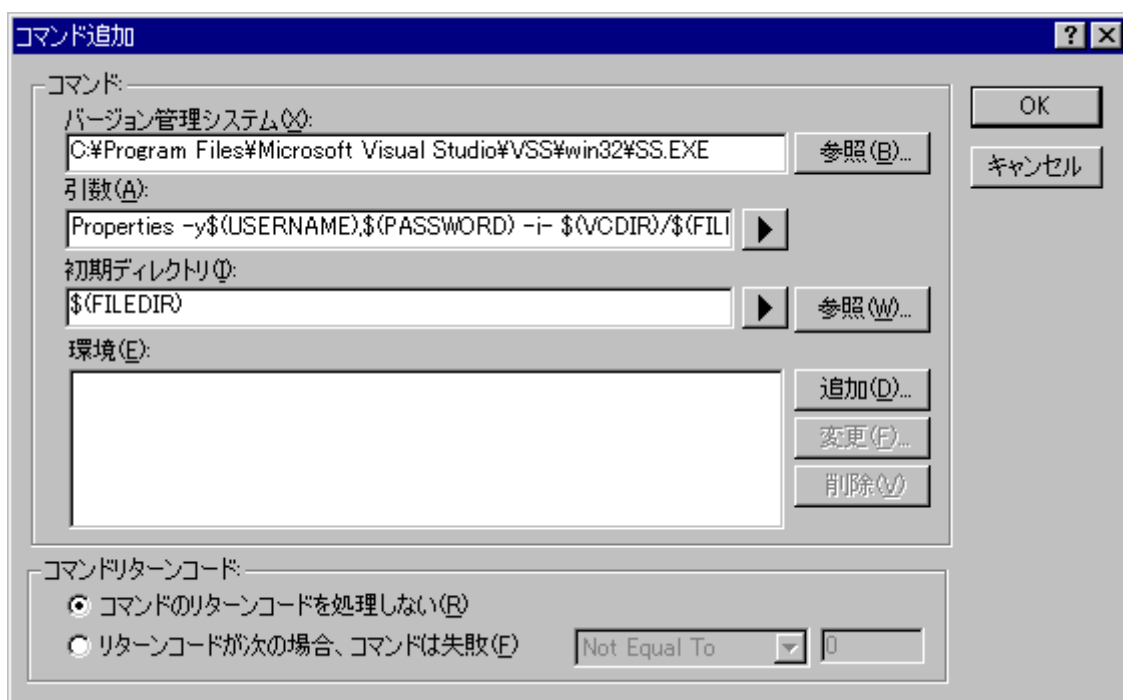 コマンド追加
コマンド:
バージョン管理システム(X):
C:¥Program Files¥Microsoft Visual Studio¥VSS¥win32¥SS.EXE
参照(B)...
OK
キャンセル
引数(A):
Properties -y$(USERNAME),$(PASSWORD) -i- $(VCDIR)/$(FILI
初期ディレクトリ(I):
$(FILEDIR)
参照(W)...
環境(E):
追加(D)...
変更(F)...
削除(V)
コマンドリターンコード:
コマンドのリターンコードを処理しない(R)
リターンコードが次の場合、コマンドは失敗(F)
Not Equal To
0